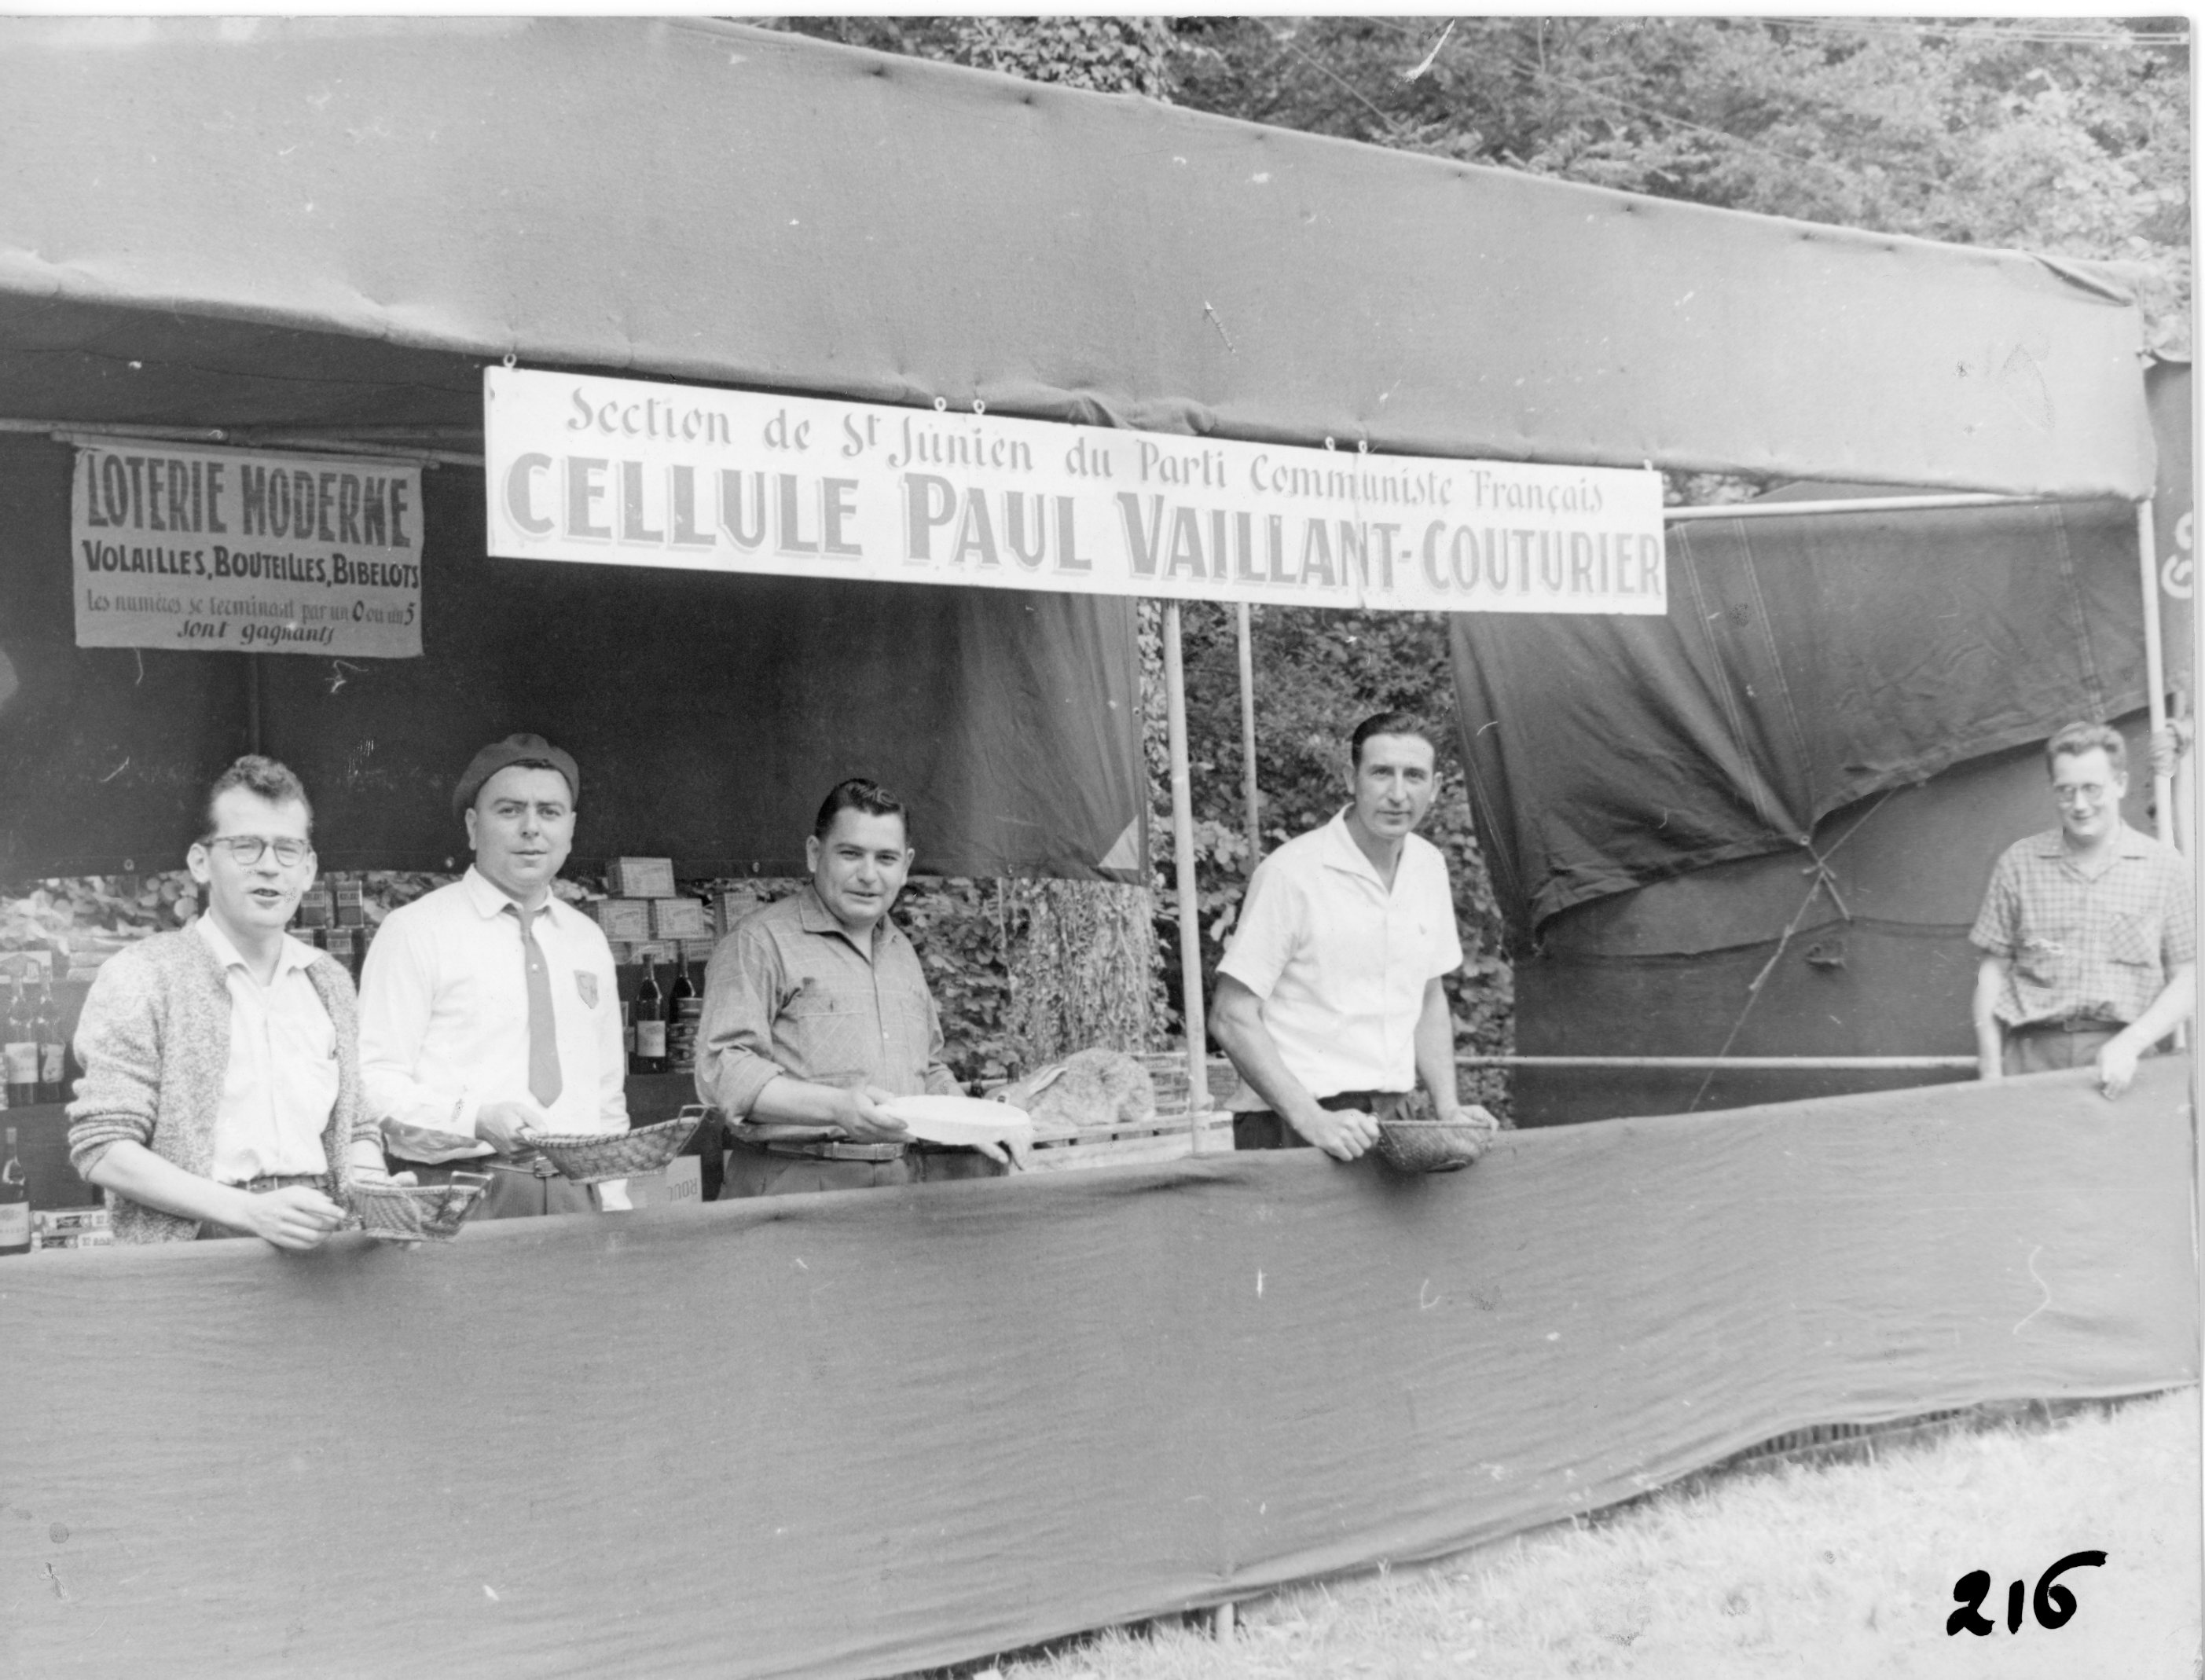 Section de St Junien du Parti Communiste Français
CELLULE PAUL VAILLANT-COUTURIER
LOTERIE MODERNE
VOLAILLES, BOUTEILLES, BIBELOTS
Les numéros se terminant par un 0 ou un 5
sont gagnants
ROUG
216